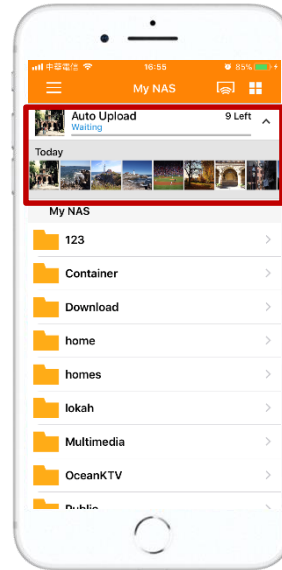 中華電信 16:55 85%
My NAS
Auto Upload 9 Left
Waiting
Today
My NAS
123
Container
Download
home
homes
lokah
Multimedia
OceanKTV
Public